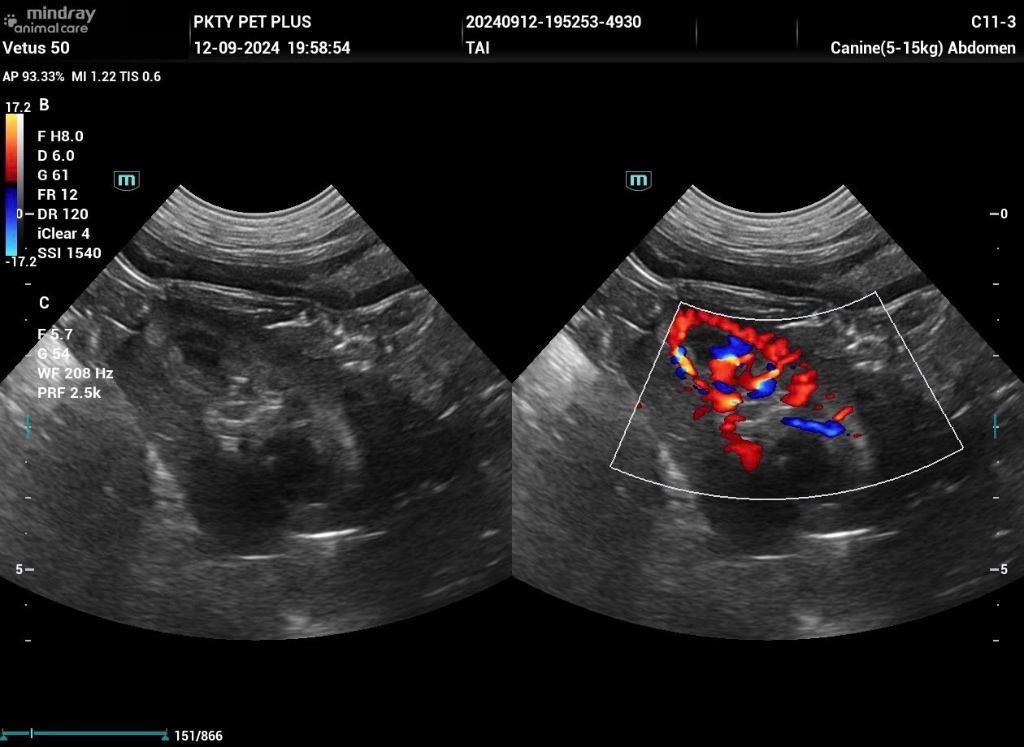 mindray
animalcare
Vetus 50
PKTY PET PLUS
12-09-2024 19:58:54
20240912-195253-4930
TAI
C11-3
Canine(5-15kg) Abdomen
AP 93.33% MI 1.22 TIS 0.6
17.2 B
F H8.0
D 6.0
G 61
FR 12
DR 120
iClear 4
SSI 1540
0
-17.2
C
F 5.7
G 54
WF 208 Hz
PRF 2.5k
m
m
0
5
5
151/866